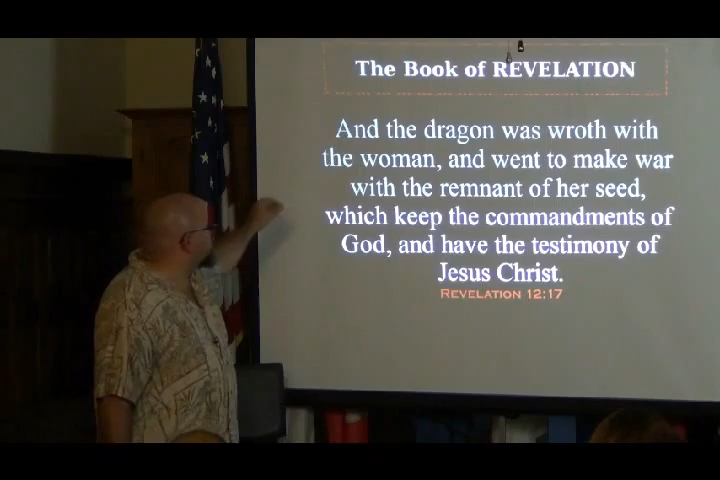 The Book of REVELATION
And the dragon was wroth with
the woman, and went to make war
with the remnant of her seed,
which keep the commandments of
God, and have the testimony of
Jesus Christ.
REVELATION 12:17